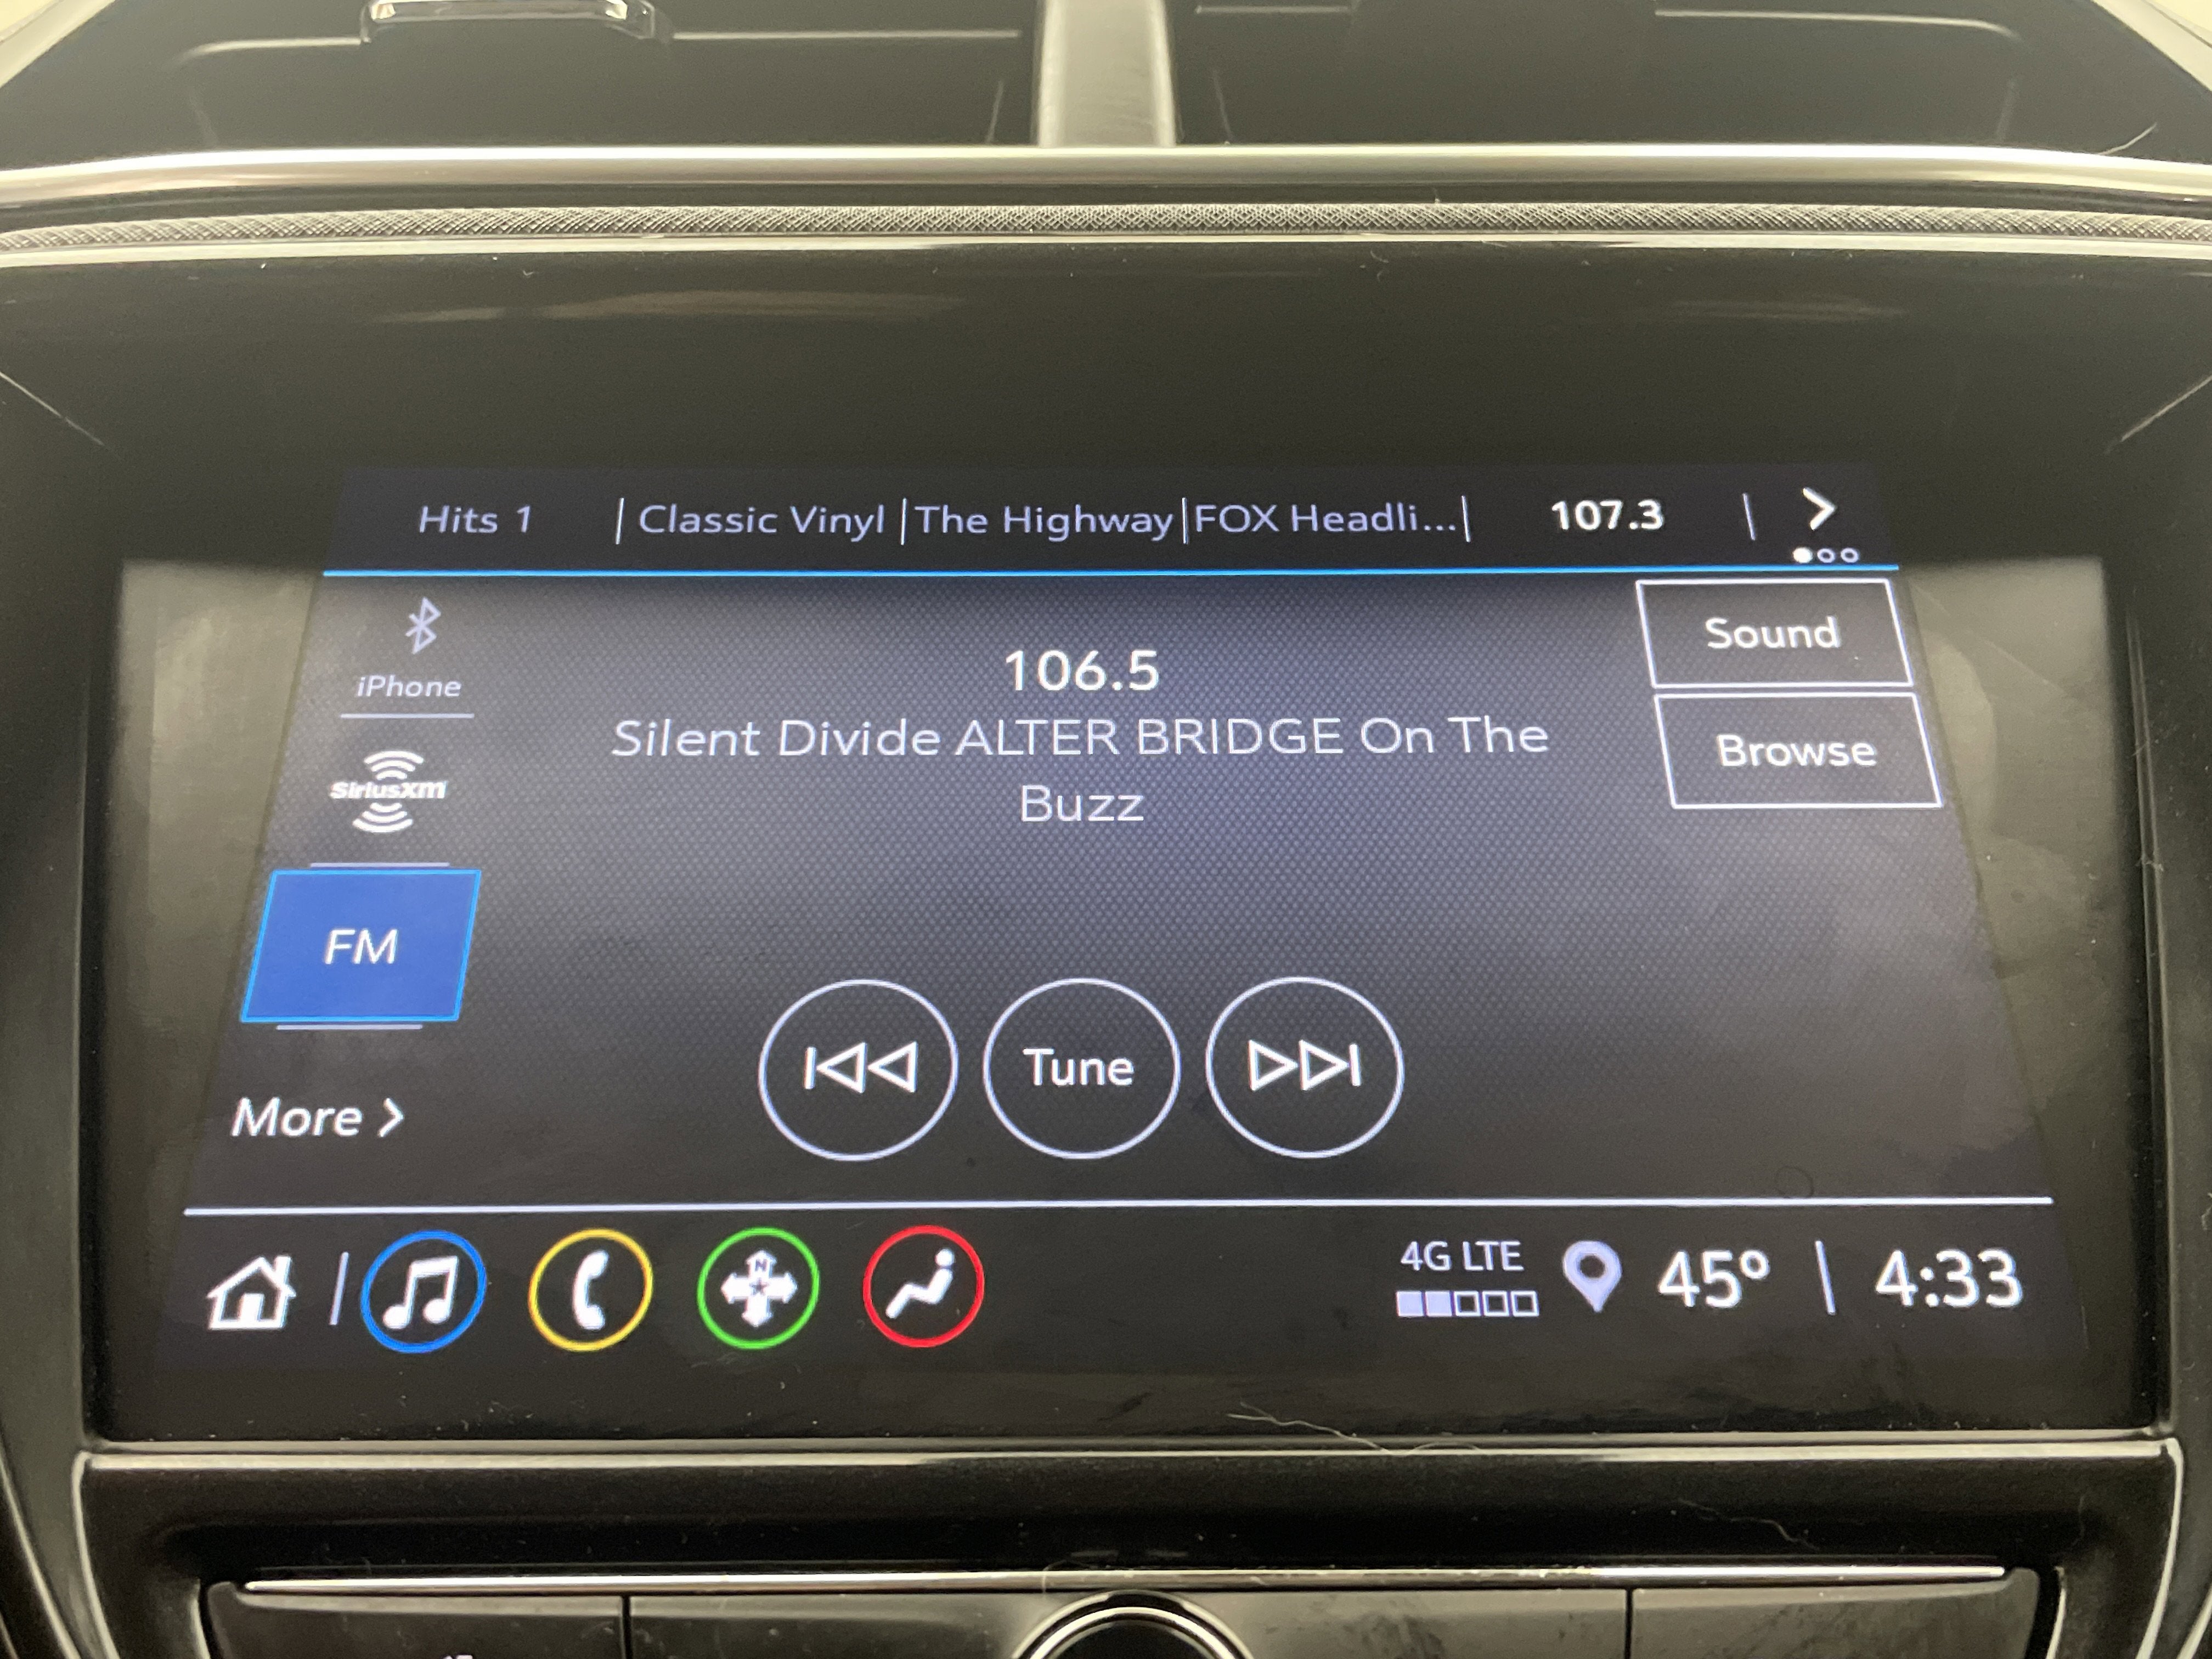 Hits 1 | Classic Vinyl | The Highway | FOX Headli... | 107.3 | >
iPhone
Sound
106.5
Silent Divide ALTER BRIDGE On The
Buzz
Browse
SiriusXM
FM
Tune
More >
4G LTE
N
45° | 4:33